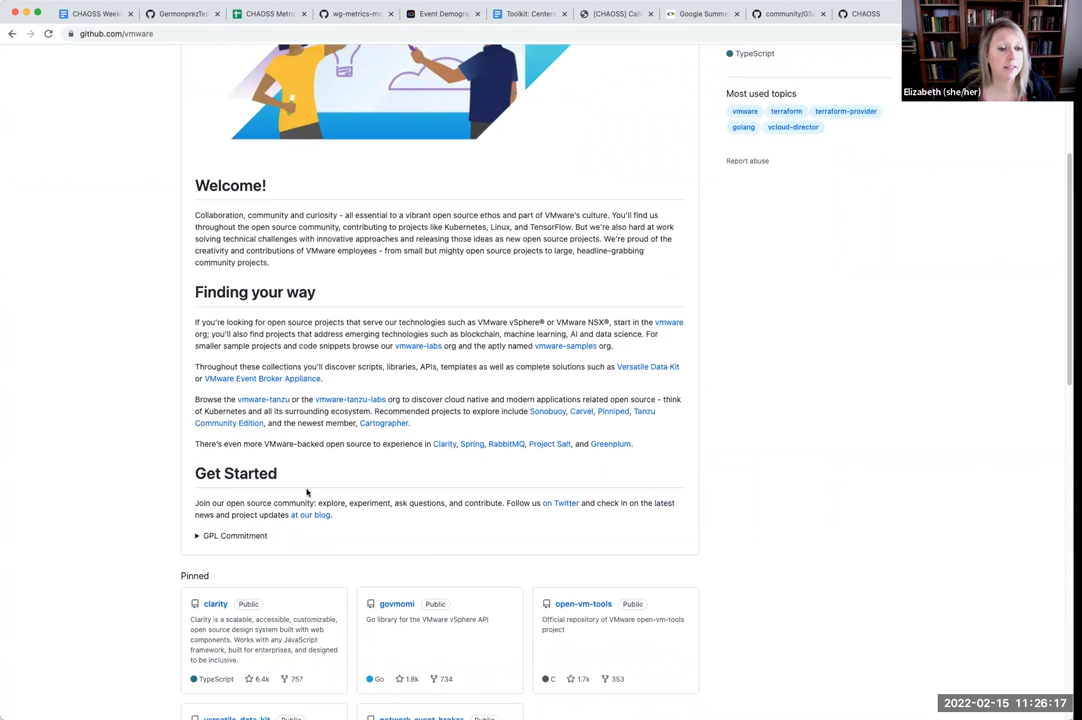 CHAOSS Weekl
GermonprezTes
CHAOSS Metric
wg-metrics-mo
Event Demogra
Toolkit: Centeri
[CHAOSS] Call
Google Summe
community/GS
CHAOSS
github.com/vmware
Elizabeth (she/her)
TypeScript
Most used topics
vmware
terraform
terraform-provider
golang
vcloud-director
Report abuse
Welcome!
Collaboration, community and curiosity - all essential to a vibrant open source ethos and part of VMware's culture. You'll find us
throughout the open source community, contributing to projects like Kubernetes, Linux, and TensorFlow. But we're also hard at work
solving technical challenges with innovative approaches and releasing those ideas as new open source projects. We're proud of the
creativity and contributions of VMware employees - from small but mighty open source projects to large, headline-grabbing
community projects.
Finding your way
If you're looking for open source projects that serve our technologies such as VMware vSphere® or VMware NSX®, start in the vmware
org; you'll also find projects that address emerging technologies such as blockchain, machine learning, AI and data science. For
smaller sample projects and code snippets browse our vmware-labs org and the aptly named vmware-samples org.
Throughout these collections you'll discover scripts, libraries, APIs, templates as well as complete solutions such as Versatile Data Kit
or VMware Event Broker Appliance.
Browse the vmware-tanzu or the vmware-tanzu-labs org to discover cloud native and modern applications related open source - think
of Kubernetes and all its surrounding ecosystem. Recommended projects to explore include Sonobuoy, Carvel, Pinniped, Tanzu
Community Edition, and the newest member, Cartographer.
There's even more VMware-backed open source to experience in Clarity, Spring, RabbitMQ, Project Salt, and Greenplum.
Get Started
Join our open source community: explore, experiment, ask questions, and contribute. Follow us on Twitter and check in on the latest
news and project updates at our blog.
GPL Commitment
Pinned
clarity Public
Clarity is a scalable, accessible, customizable,
open source design system built with web
components. Works with any JavaScript
framework, built for enterprises, and designed
to be inclusive.
TypeScript 6.4k 757
govmomi Public
Go library for the VMware vSphere API
Go 1.8k 734
open-vm-tools Public
Official repository of VMware open-vm-tools
project
C 1.7k 353
versatile-data-kit Public
network-event-broker Public
2022-02-15 11:26:17